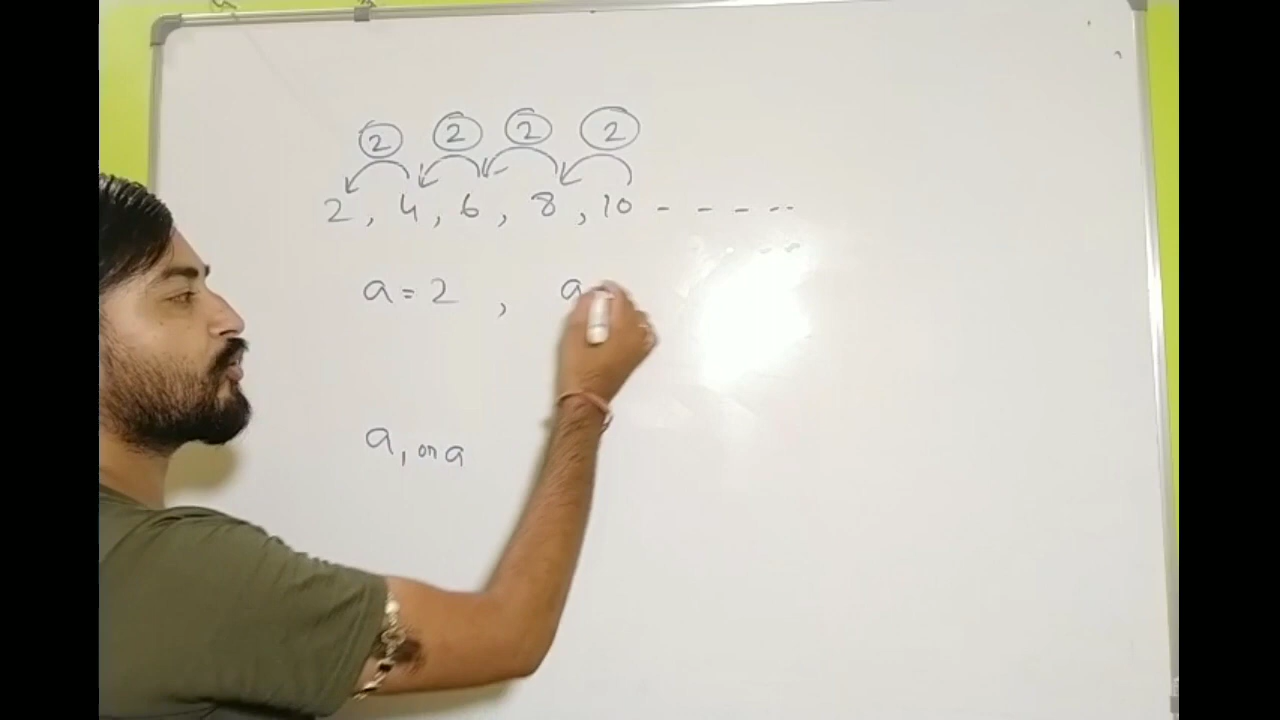 2 2 2 2
2, 4, 6, 8, 10 - - - - -
a = 2 , a
a, or a